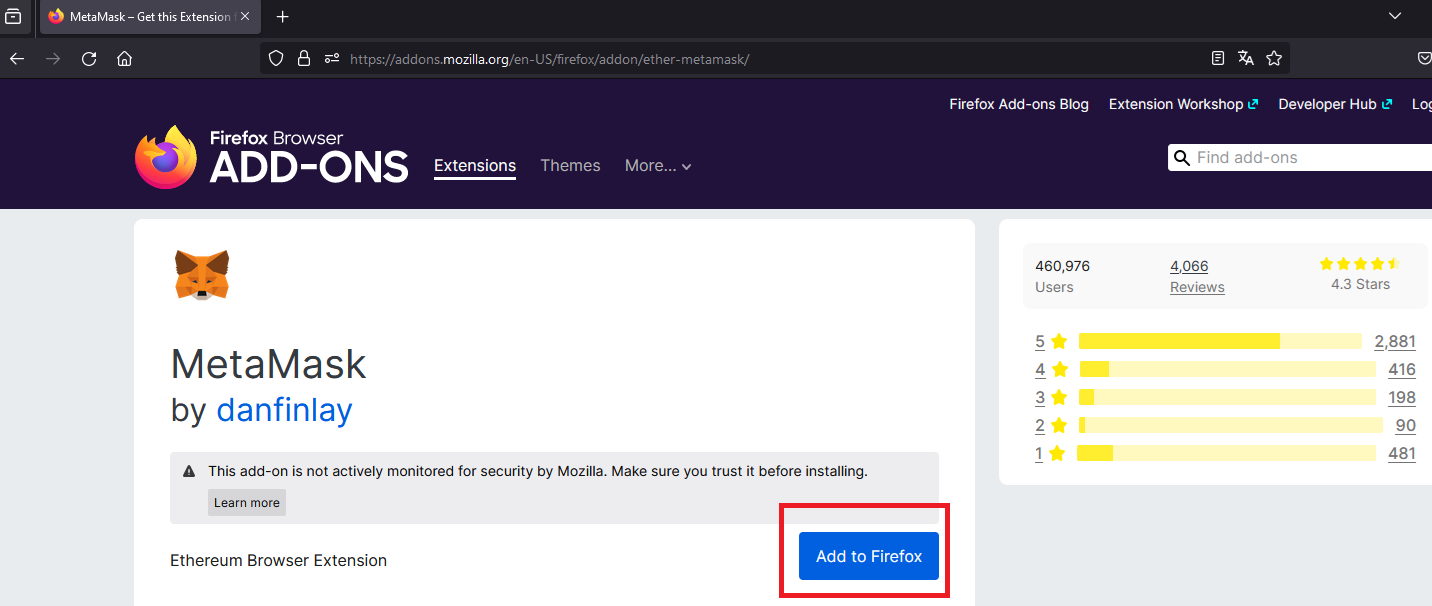 MetaMask – Get this Extension f
https://addons.mozilla.org/en-US/firefox/addon/ether-metamask/
Firefox Add-ons Blog
Extension Workshop
Developer Hub
Log
Firefox Browser
ADD-ONS
Extensions
Themes
More...
Find add-ons
MetaMask
by danfinlay
This add-on is not actively monitored for security by Mozilla. Make sure you trust it before installing.
Learn more
Ethereum Browser Extension
Add to Firefox
460,976
Users
4,066
Reviews
4.3 Stars
5 2,881
4 416
3 198
2 90
1 481